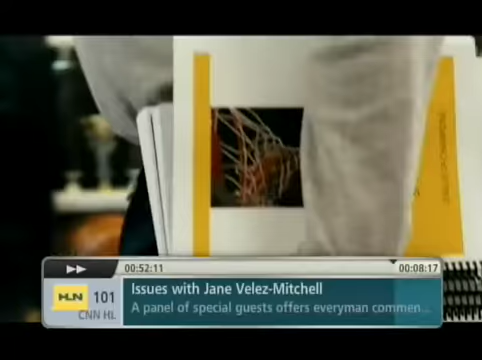 00:52:11
00:08:17
HLN
101
CNN HL
Issues with Jane Velez-Mitchell
A panel of special guests offers everyman commen...